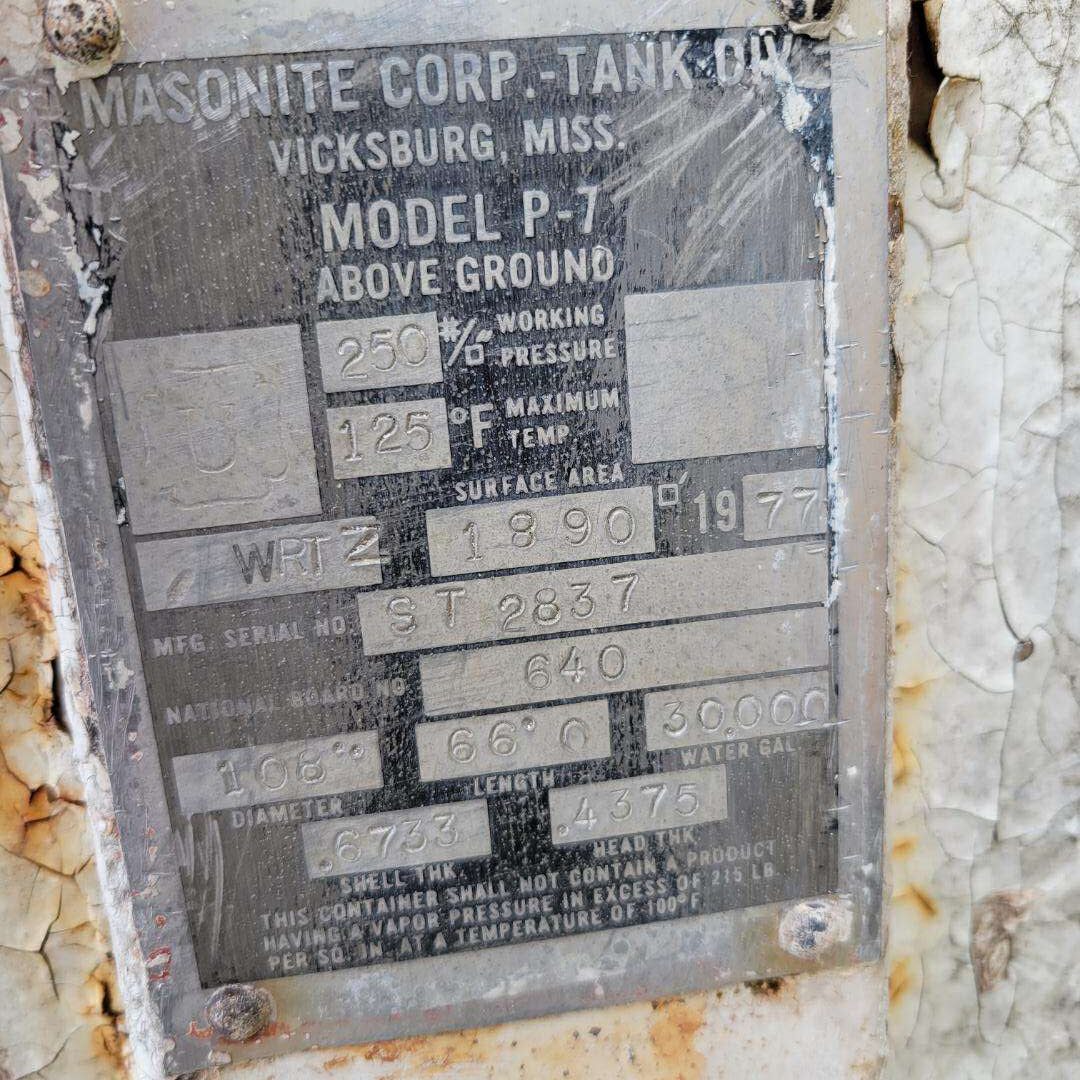 MASONITE CORP.-TANK DIV
VICKSBURG, MISS.
MODEL P-7
ABOVE GROUND
250 #/□" WORKING PRESSURE
125 °F MAXIMUM TEMP.
SURFACE AREA
WRT 2 1890 □' 1977
MFG. SERIAL NO. ST 2837
NATIONAL BOARD NO. 640
108" 66° 0 30,000
DIAMETER LENGTH WATER GAL.
.6733 .4375
SHELL THK. HEAD THK.
THIS CONTAINER SHALL NOT CONTAIN A PRODUCT
HAVING A VAPOR PRESSURE IN EXCESS OF 215 LB.
PER SQ. IN. AT A TEMPERATURE OF 100°F